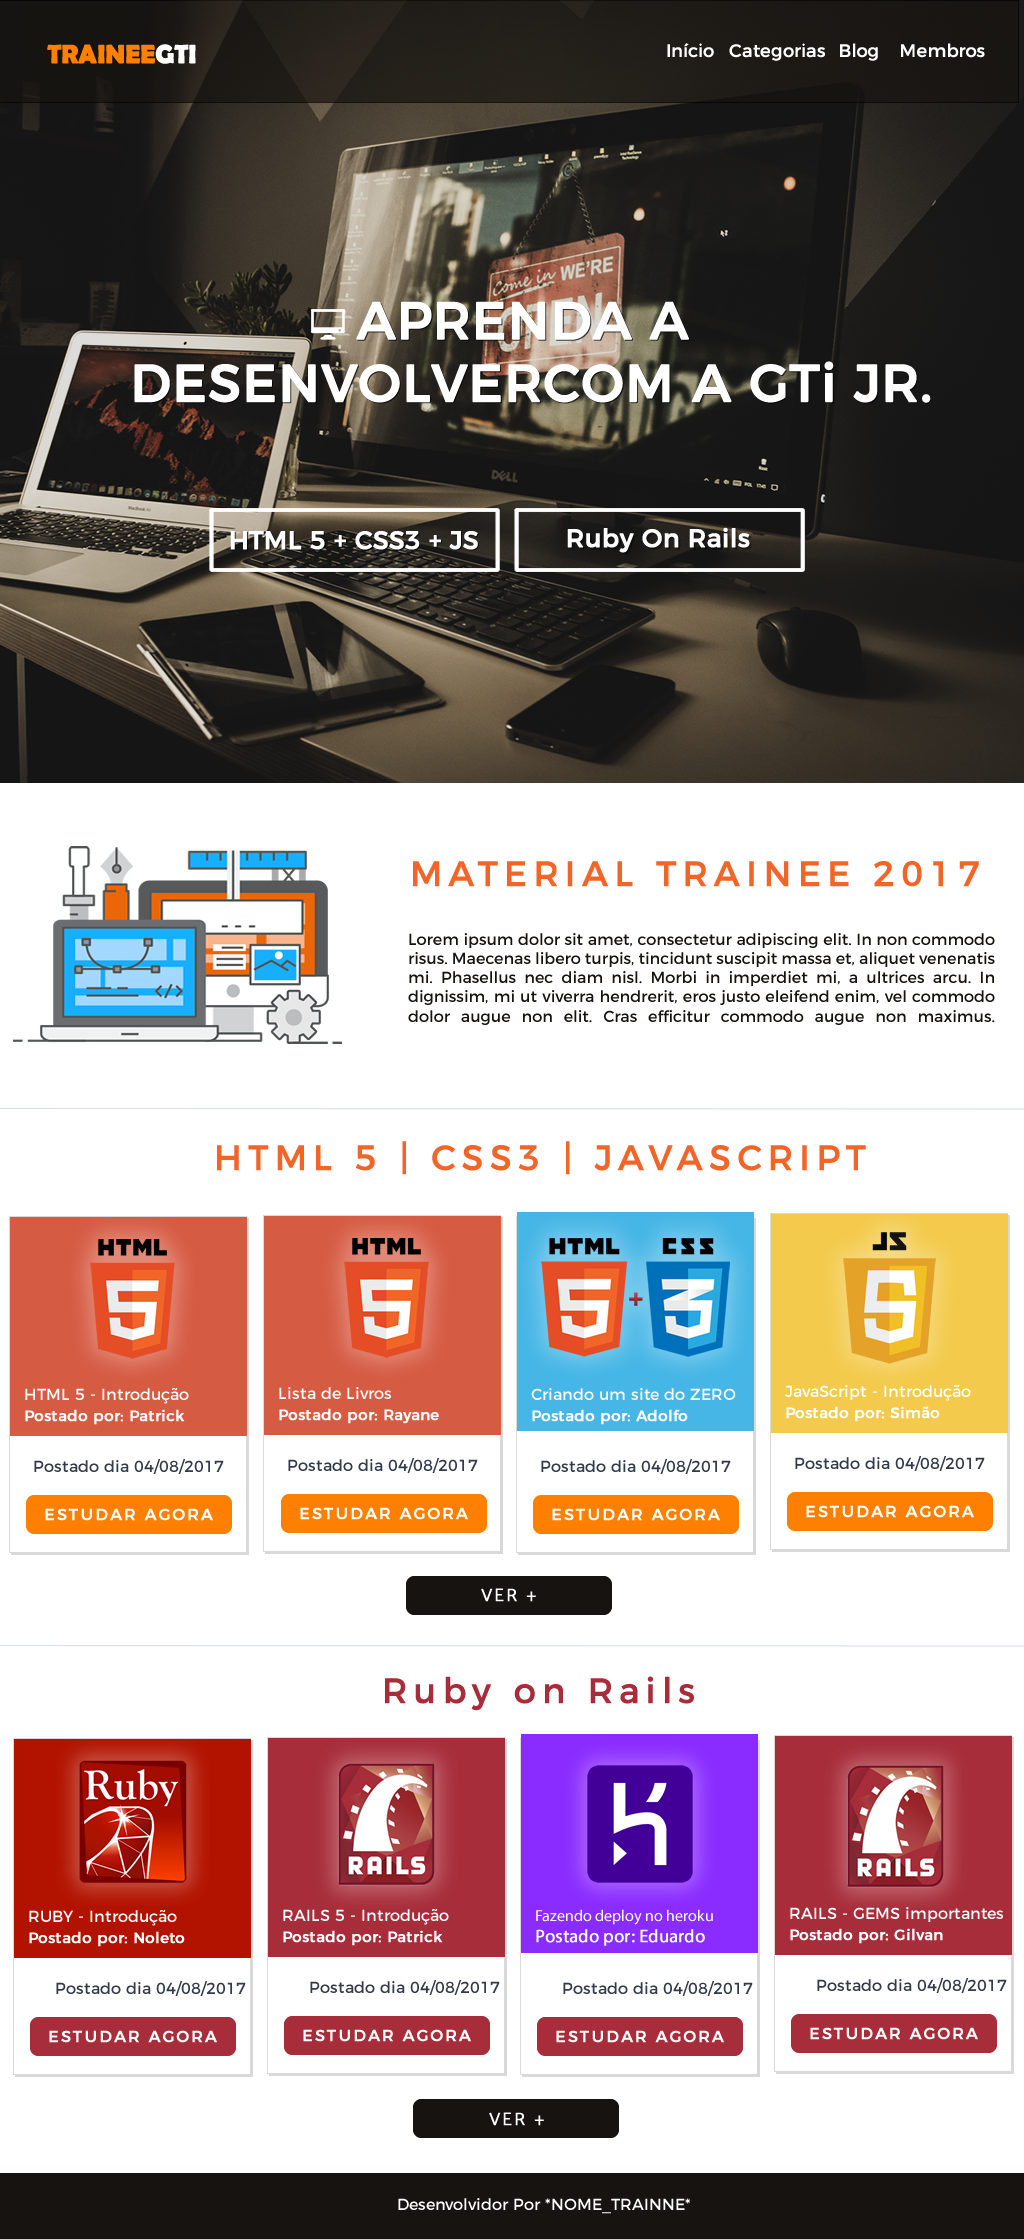 TRAINEEGTI
Início Categorias Blog Membros
Come in WE'RE
OPEN
APRENDA A
DESENVOLVERCOM A GTi JR.
DELL
MacBook Air
HTML 5 + CSS3 + JS
Ruby On Rails
MATERIAL TRAINEE 2017
Lorem ipsum dolor sit amet, consectetur adipiscing elit. In non commodo
risus. Maecenas libero turpis, tincidunt suscipit massa et, aliquet venenatis
mi. Phasellus nec diam nisl. Morbi in imperdiet mi, a ultrices arcu. In
dignissim, mi ut viverra hendrerit, eros justo eleifend enim, vel commodo
dolor augue non elit. Cras efficitur commodo augue non maximus.
</>
HTML 5 | CSS3 | JAVASCRIPT
HTML
5
HTML 5 - Introdução
Postado por: Patrick
Postado dia 04/08/2017
ESTUDAR AGORA
HTML
5
Lista de Livros
Postado por: Rayane
Postado dia 04/08/2017
ESTUDAR AGORA
HTML CSS
5 + 3
Criando um site do ZERO
Postado por: Adolfo
Postado dia 04/08/2017
ESTUDAR AGORA
JS
5
JavaScript - Introdução
Postado por: Simão
Postado dia 04/08/2017
ESTUDAR AGORA
VER +
Ruby on Rails
Ruby
RUBY - Introdução
Postado por: Noleto
Postado dia 04/08/2017
ESTUDAR AGORA
RAILS
RAILS 5 - Introdução
Postado por: Patrick
Postado dia 04/08/2017
ESTUDAR AGORA
Fazendo deploy no heroku
Postado por: Eduardo
Postado dia 04/08/2017
ESTUDAR AGORA
RAILS
RAILS - GEMS importantes
Postado por: Gilvan
Postado dia 04/08/2017
ESTUDAR AGORA
VER +
Desenvolvidor Por *NOME_TRAINNE*